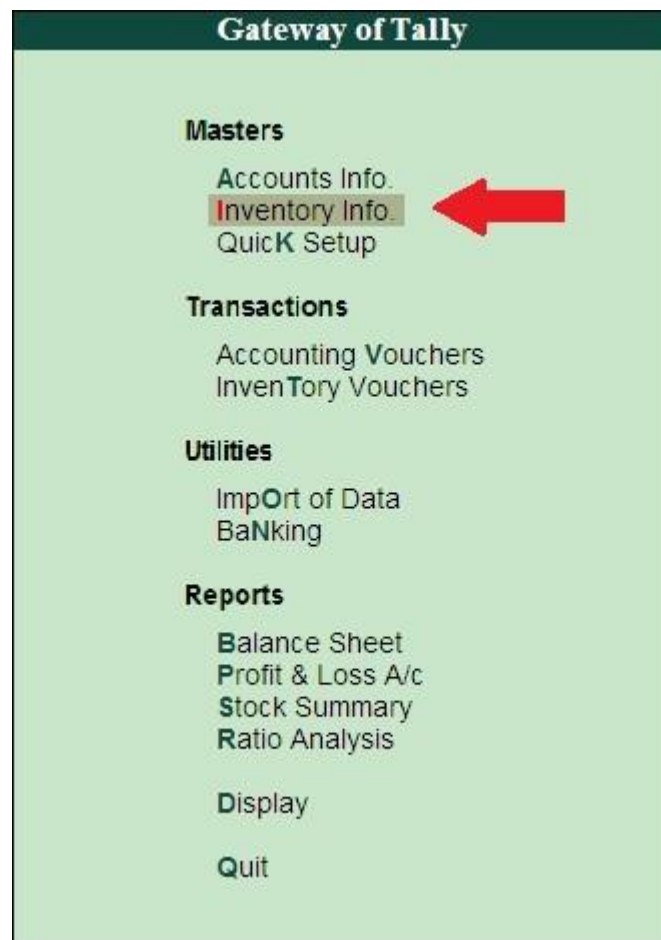 Gateway of Tally
Masters
Accounts Info.
Inventory Info.
QuicK Setup
Transactions
Accounting Vouchers
InvenTory Vouchers
Utilities
ImpOrt of Data
BaNking
Reports
Balance Sheet
Profit & Loss A/c
Stock Summary
Ratio Analysis
Display
Quit